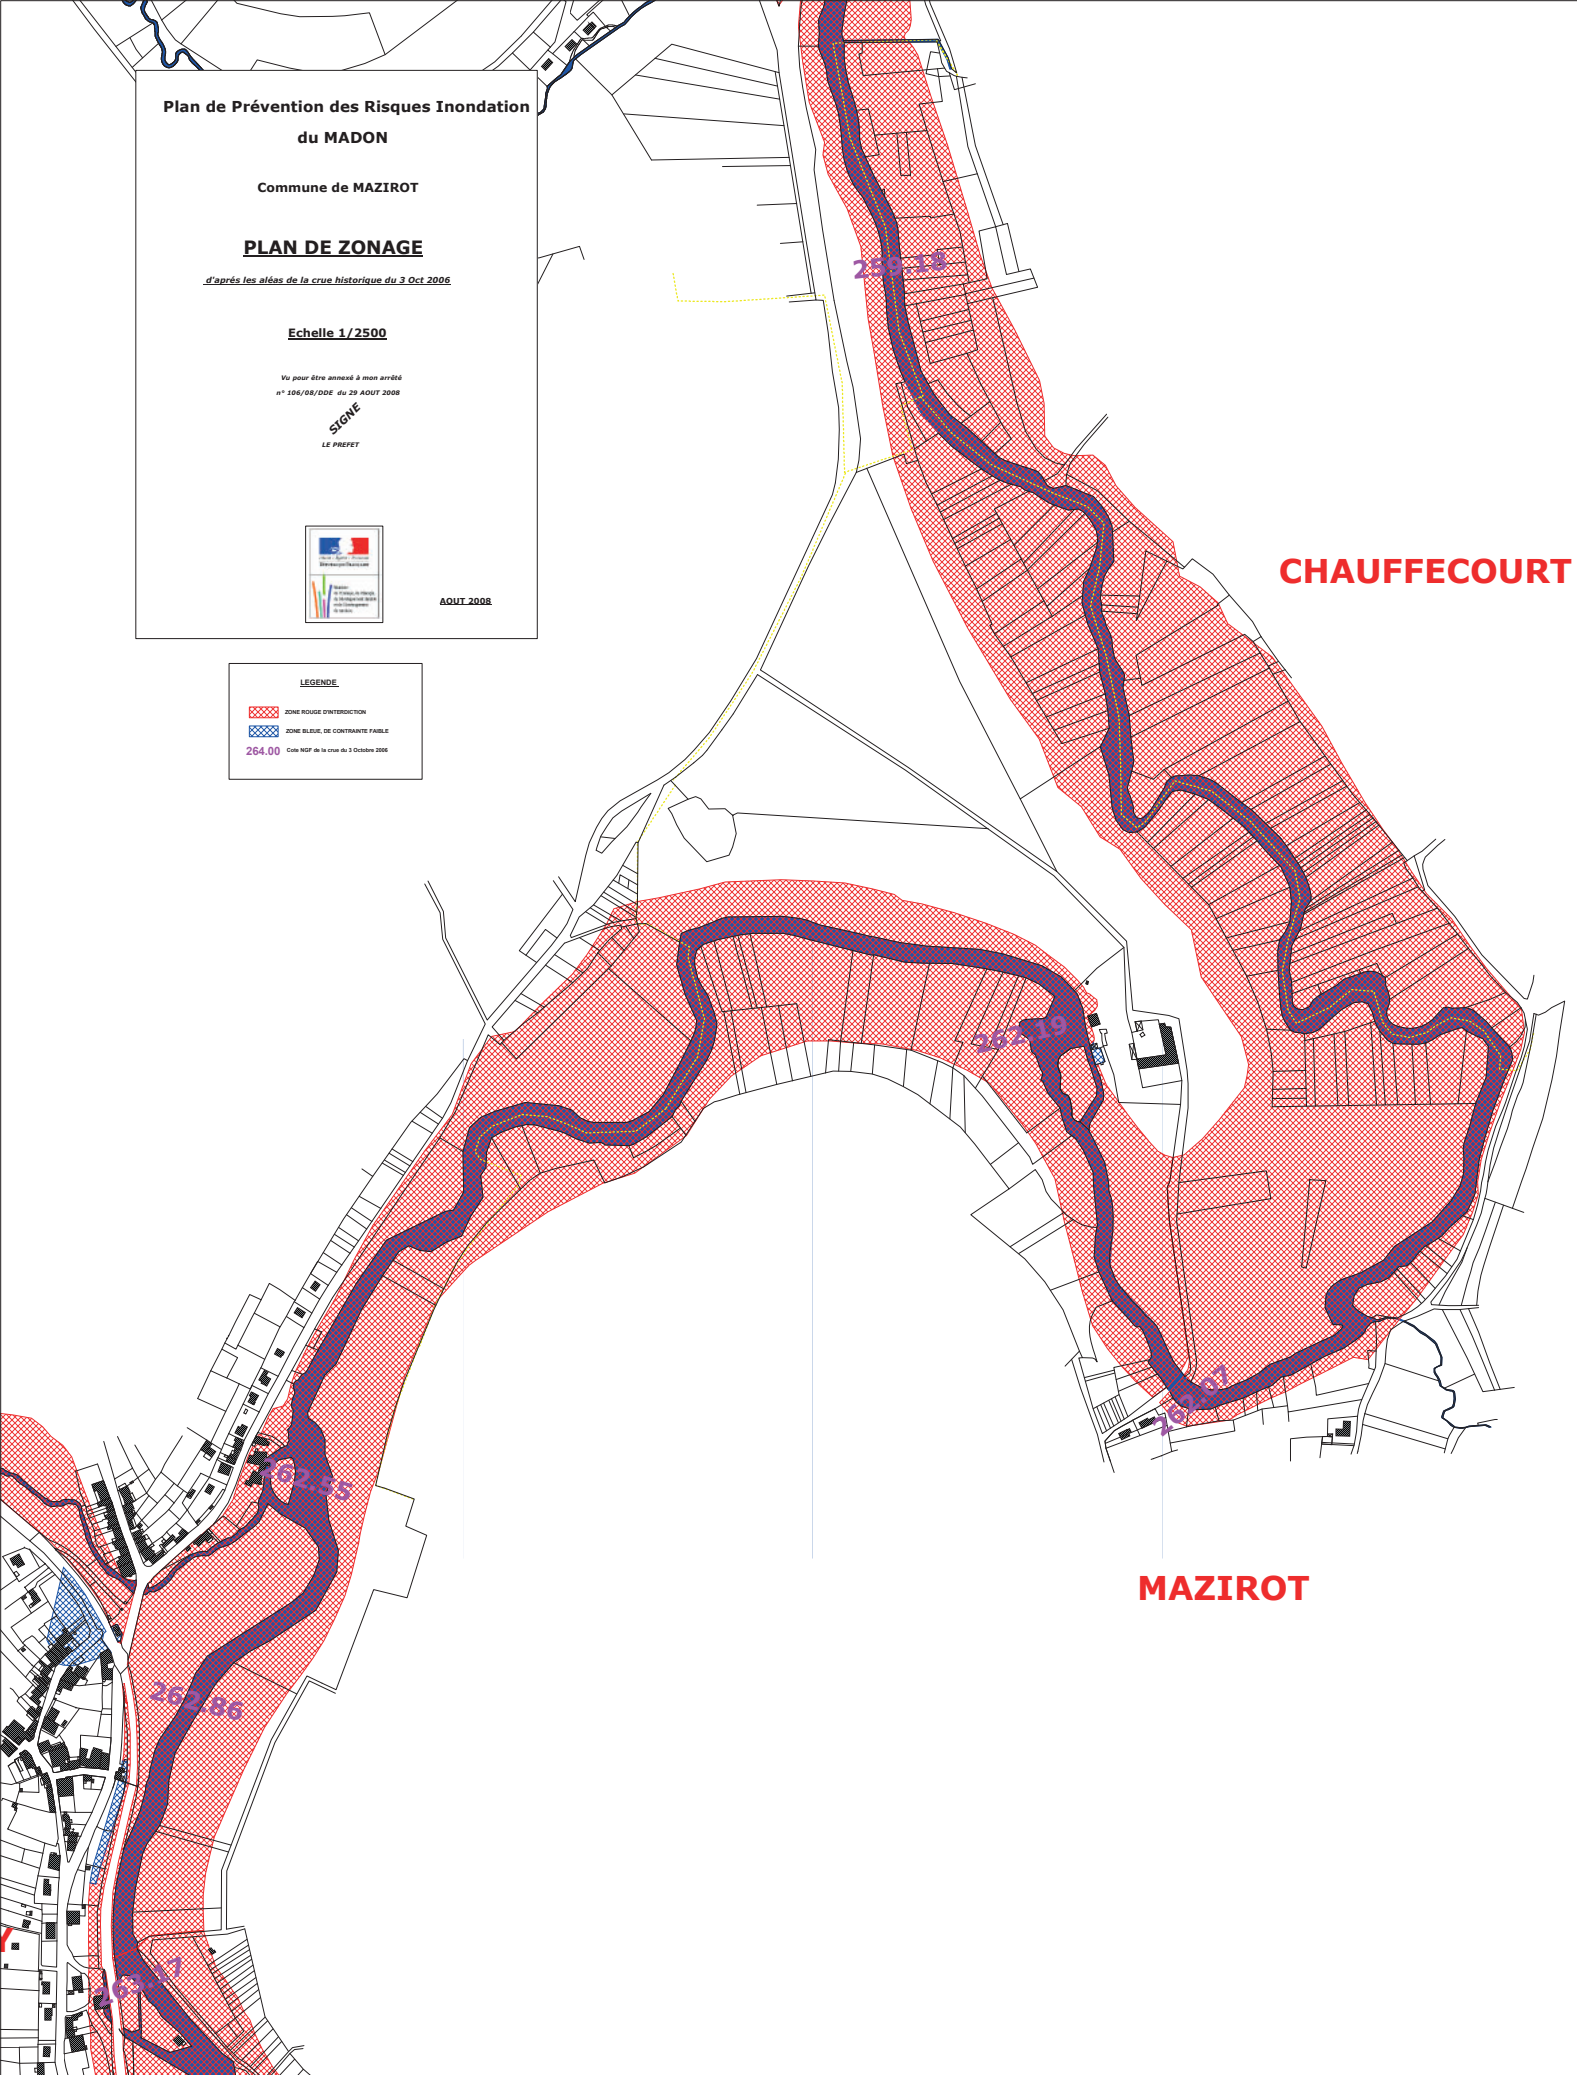 Plan de Prévention des Risques Inondation
du MADON
Commune de MAZIROT
PLAN DE ZONAGE
d'aprés les aléas de la crue historique du 3 Oct 2006
Echelle 1/2500
Vu pour être annexé à mon arrêté
n° 106/08/DDE du 29 AOUT 2008
SIGNE
LE PREFET
AOUT 2008
LEGENDE
ZONE ROUGE D'INTERDICTION
ZONE BLEUE, DE CONTRAINTE FAIBLE
264.00 Cote NGF de la crue du 3 Octobre 2006
259.18
CHAUFFECOURT
262.19
262.07
262.55
MAZIROT
262.86
Y
263.17